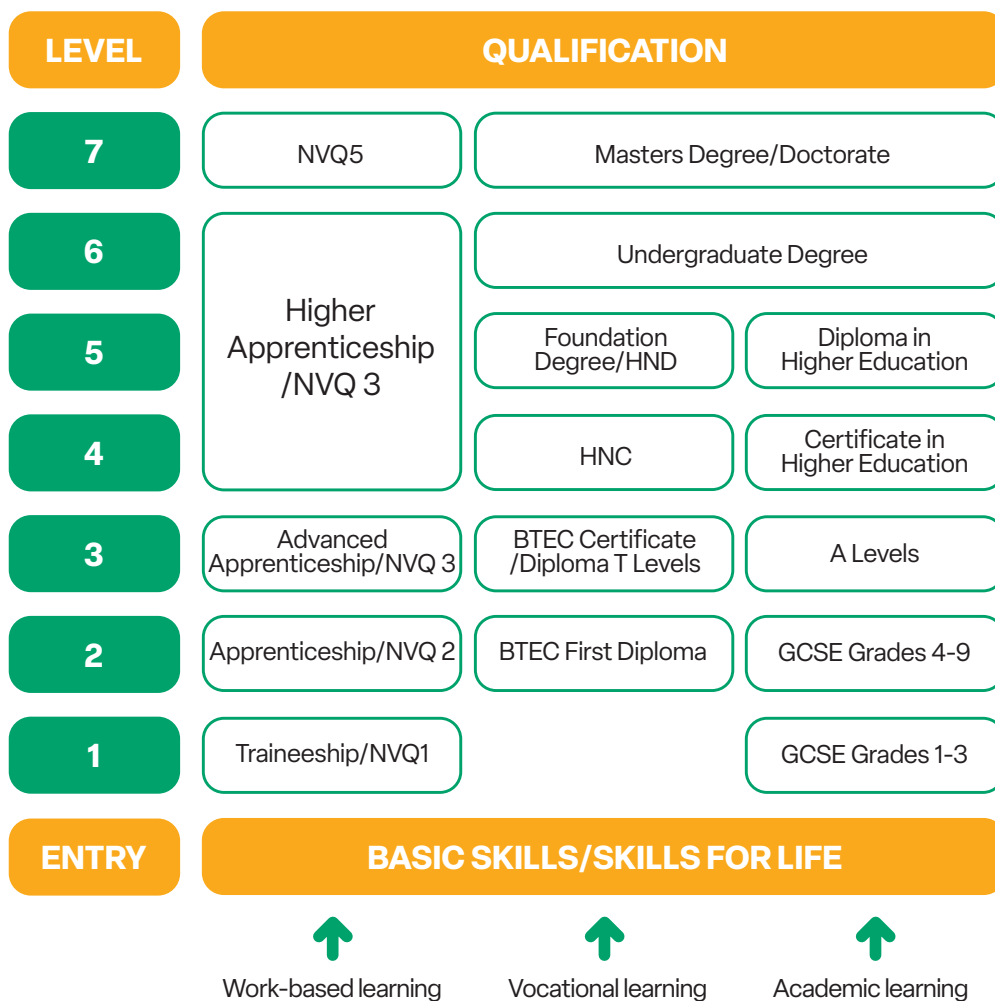 LEVEL
QUALIFICATION
7
NVQ5
Masters Degree/Doctorate
6
Undergraduate Degree
Higher
Apprenticeship
/NVQ 3
5
Foundation
Degree/HND
Diploma in
Higher Education
4
HNC
Certificate in
Higher Education
3
Advanced
Apprenticeship/NVQ 3
BTEC Certificate
/Diploma T Levels
A Levels
2
Apprenticeship/NVQ 2
BTEC First Diploma
GCSE Grades 4-9
1
Traineeship/NVQ1
GCSE Grades 1-3
ENTRY
BASIC SKILLS/SKILLS FOR LIFE
Work-based learning
Vocational learning
Academic learning